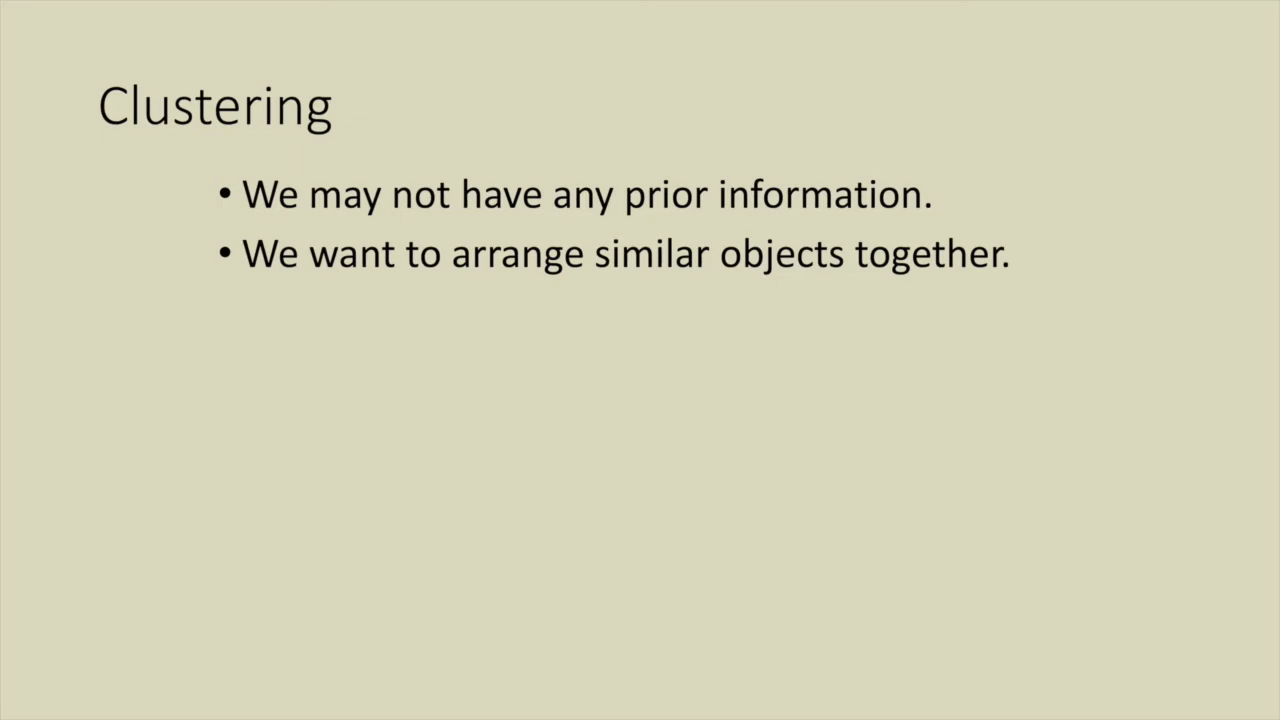 Clustering
• We may not have any prior information.
• We want to arrange similar objects together.